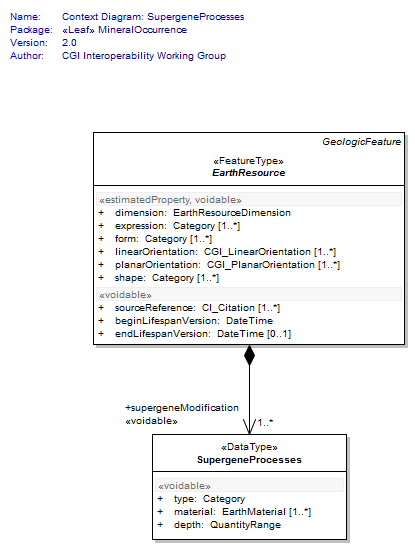 Name: Context Diagram: SupergeneProcesses
Package: «Leaf» MineralOccurrence
Version: 2.0
Author: CGI Interoperability Working Group
GeologicFeature
«FeatureType»
EarthResource
«estimatedProperty, voidable»
+ dimension: EarthResourceDimension
+ expression: Category [1..*]
+ form: Category [1..*]
+ linearOrientation: CGI_LinearOrientation [1..*]
+ planarOrientation: CGI_PlanarOrientation [1..*]
+ shape: Category [1..*]
«voidable»
+ sourceReference: CI_Citation [1..*]
+ beginLifespanVersion: DateTime
+ endLifespanVersion: DateTime [0..1]
+supergeneModification
«voidable» 1..*
«DataType»
SupergeneProcesses
«voidable»
+ type: Category
+ material: EarthMaterial [1..*]
+ depth: QuantityRange